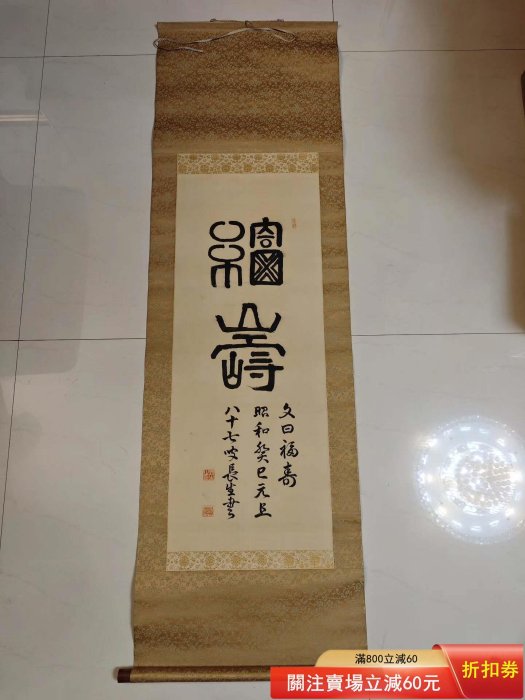 福
壽
文曰福壽
昭和癸巳元旦
八十七叟長生書
滿800立減60
關注賣場立減60元
折扣券